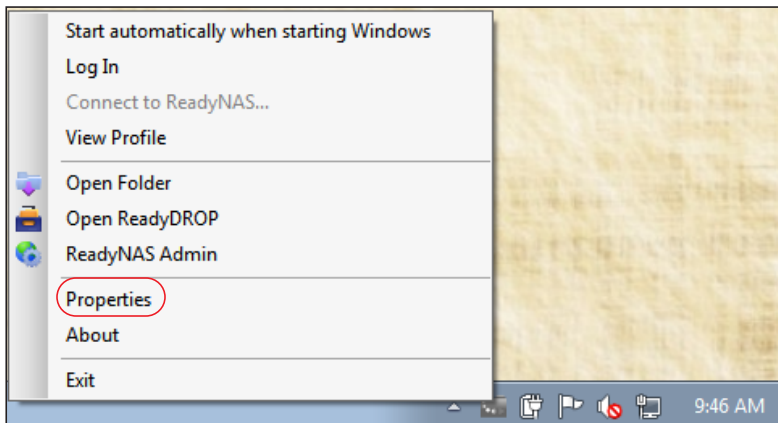 Start automatically when starting Windows
Log In
Connect to ReadyNAS...
View Profile
Open Folder
Open ReadyDROP
ReadyNAS Admin
Properties
About
Exit
9:46 AM